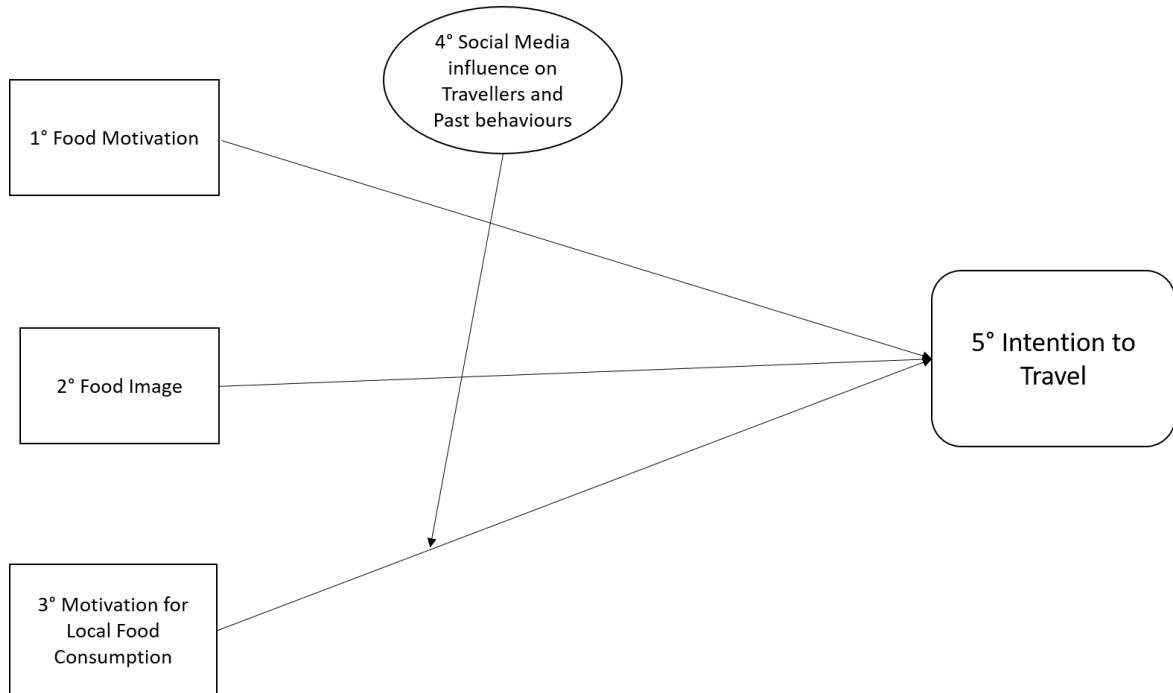 4° Social Media
influence on
Travellers and
Past behaviours
1° Food Motivation
5° Intention to
Travel
2° Food Image
3° Motivation for
Local Food
Consumption